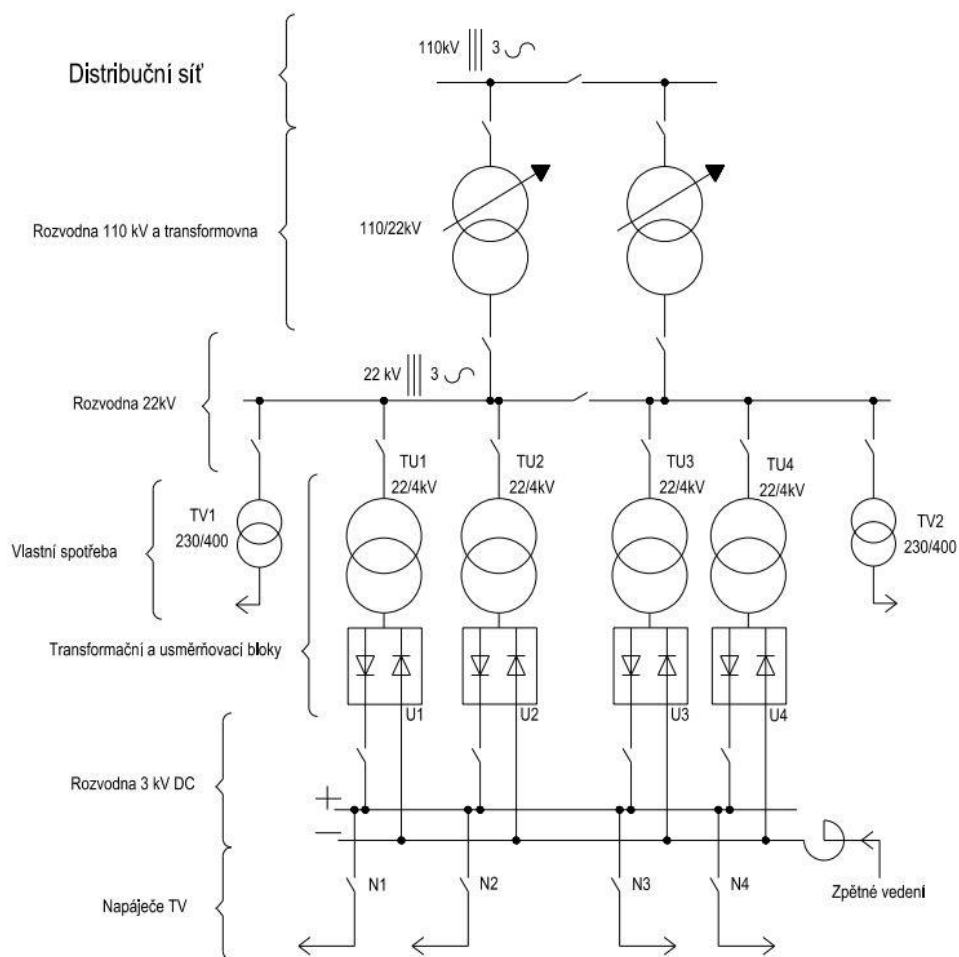 110kV 3
Distribuční síť
Rozvodna 110 kV a transformovna
110/22kV
22 kV 3
Rozvodna 22kV
TU1
22/4kV
TU2
22/4kV
TU3
22/4kV
TU4
22/4kV
TV1
230/400
TV2
230/400
Vlastní spotřeba
Transformační a usměrňovací bloky
U1
U2
U3
U4
Rozvodna 3 kV DC
+
−
N1
N2
N3
N4
Zpětné vedení
Napáječe TV